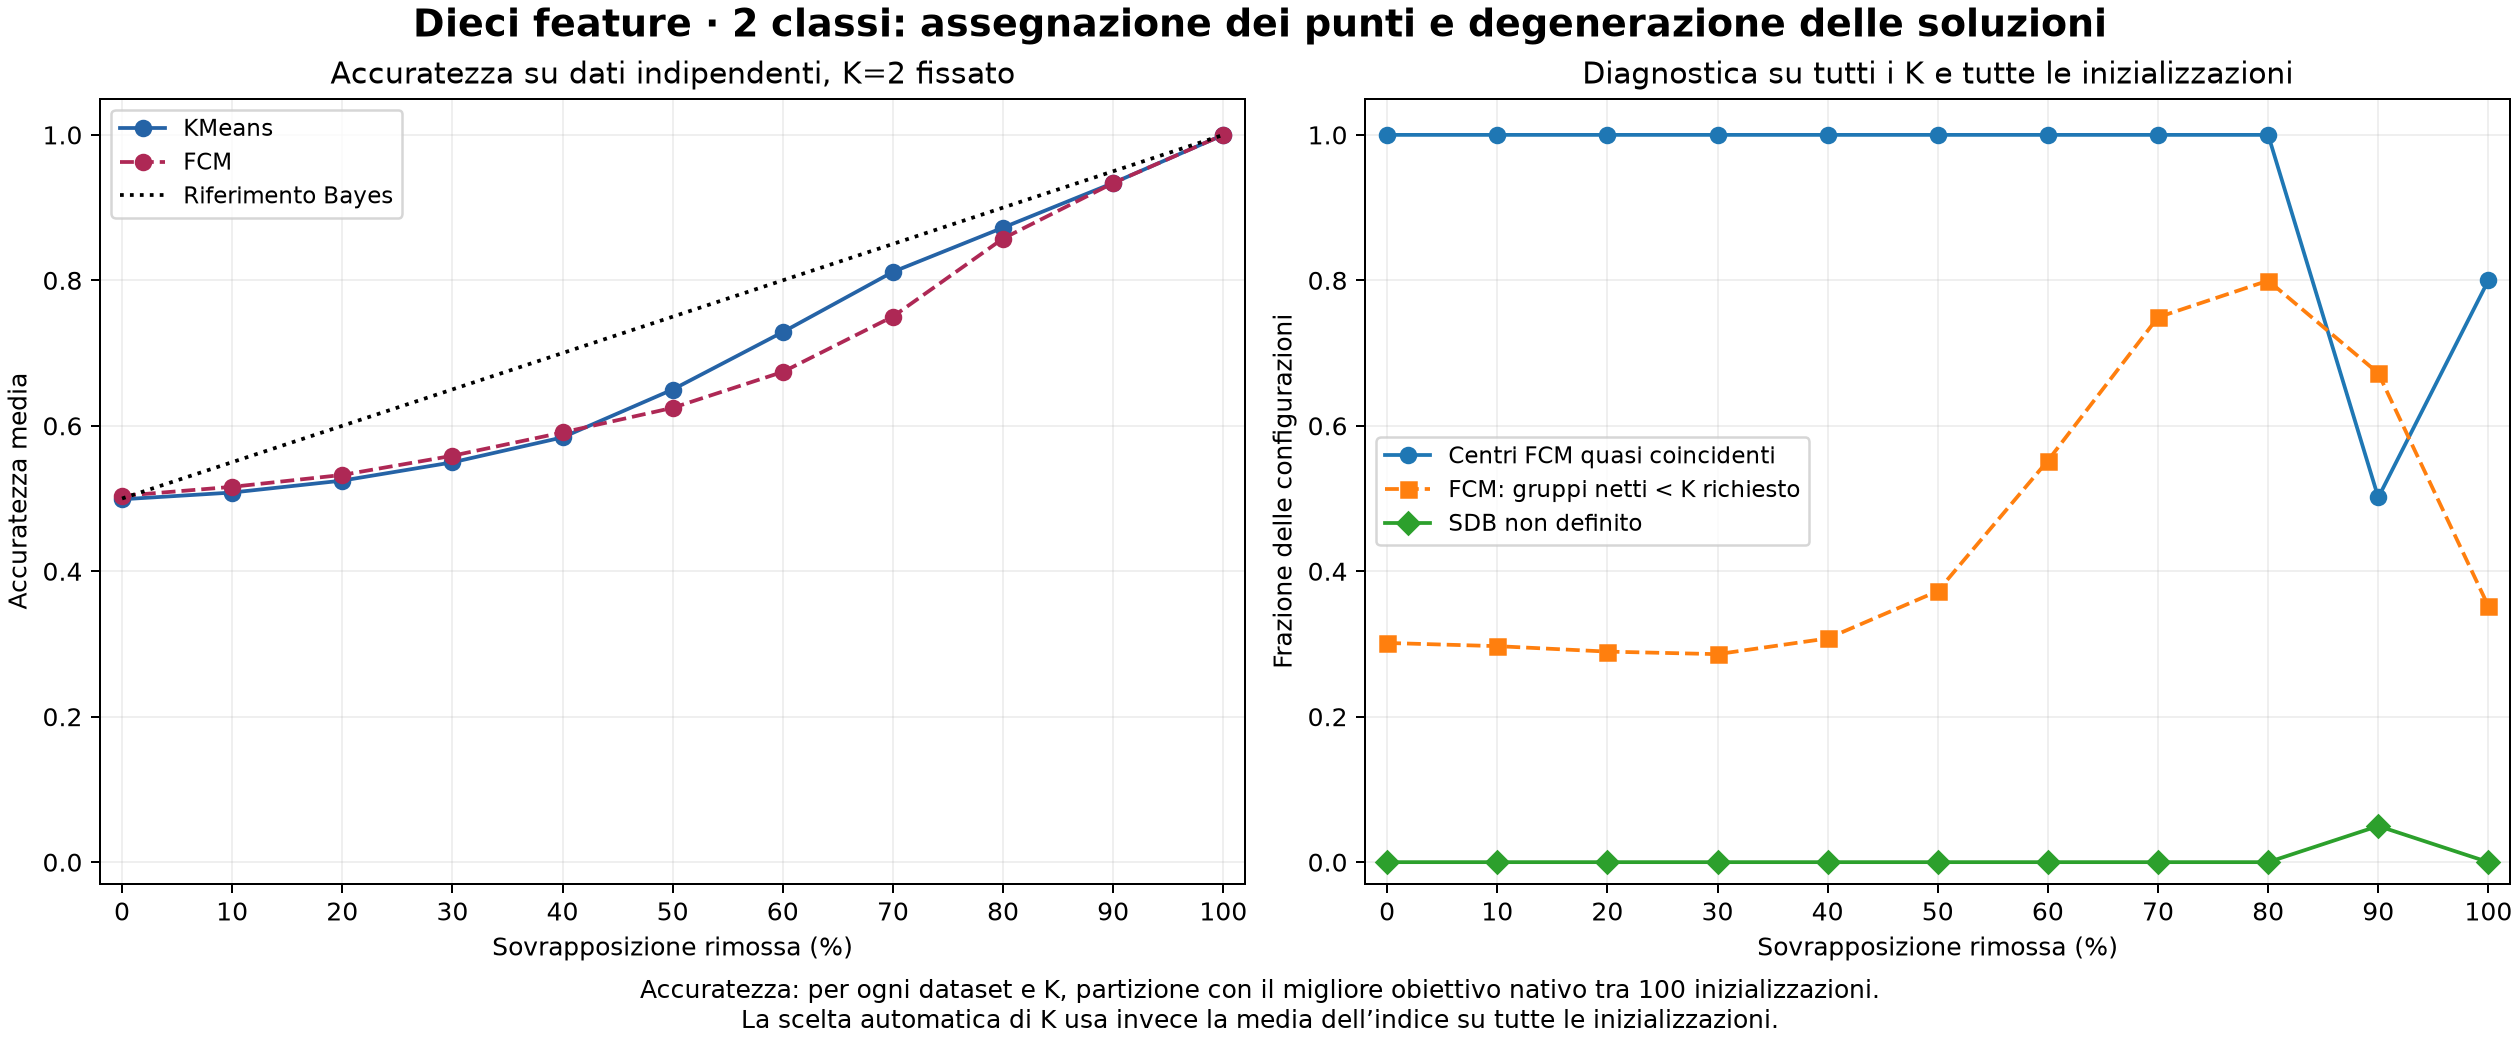 Dieci feature · 2 classi: assegnazione dei punti e degenerazione delle soluzioni
Accuratezza su dati indipendenti, K=2 fissato
KMeans
FCM
Riferimento Bayes
Accuratezza media
1.0
0.8
0.6
0.4
0.2
0.0
0 10 20 30 40 50 60 70 80 90 100
Sovrapposizione rimossa (%)
Diagnostica su tutti i K e tutte le inizializzazioni
Centri FCM quasi coincidenti
FCM: gruppi netti < K richiesto
SDB non definito
Frazione delle configurazioni
1.0
0.8
0.6
0.4
0.2
0.0
0 10 20 30 40 50 60 70 80 90 100
Sovrapposizione rimossa (%)
Accuratezza: per ogni dataset e K, partizione con il migliore obiettivo nativo tra 100 inizializzazioni.
La scelta automatica di K usa invece la media dell’indice su tutte le inizializzazioni.